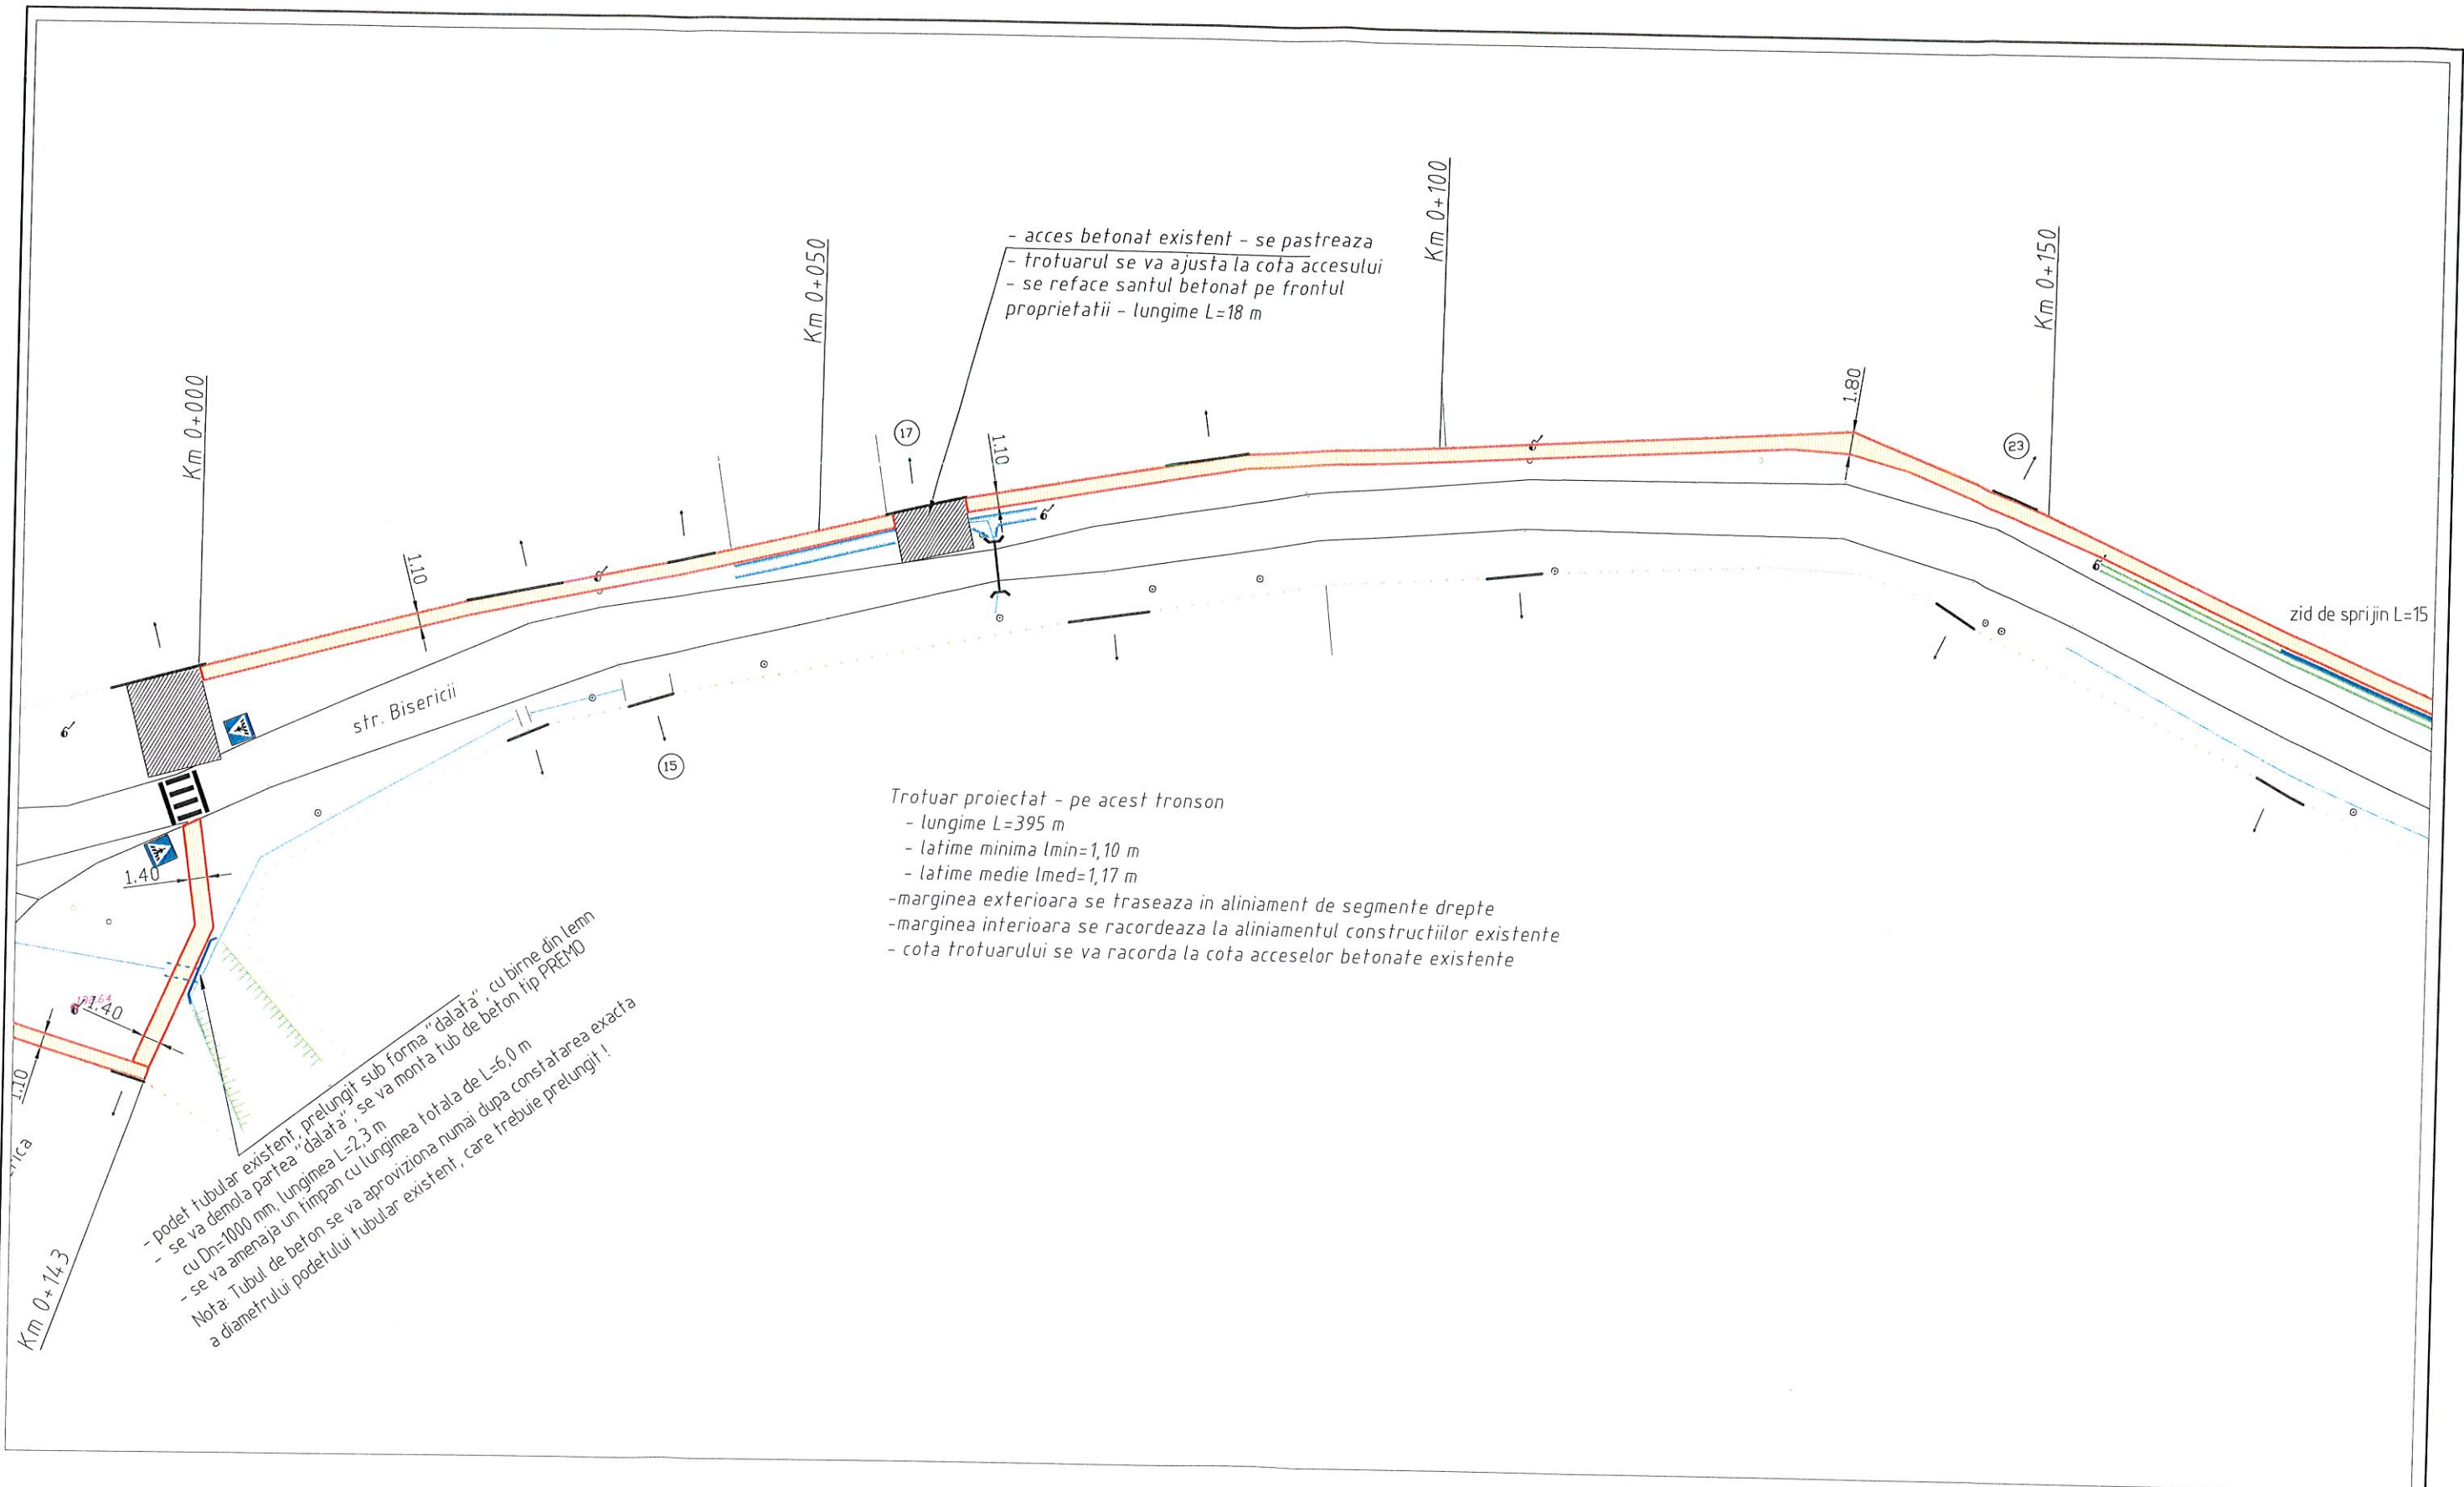 Km 0+100
Km 0+150
Km 0+050
- acces betonat existent - se pastreaza
- trotuarul se va ajusta la cota accesului
- se reface santul betonat pe frontul
proprietatii - lungime L=18 m
Km 0+000
1.80
17
1.10
23
1.10
zid de sprijin L=15
str. Bisericii
15
Trotuar proiectat - pe acest tronson
- lungime L=395 m
- latime minima lmin=1,10 m
- latime medie lmed=1,17 m
-marginea exterioara se traseaza in aliniament de segmente drepte
-marginea interioara se racordeaza la aliniamentul constructiilor existente
- cota trotuarului se va racorda la cota acceselor betonate existente
1.40
1.40
1.10
- podet tubular existent, prelungit sub forma "dalata", cu birne din lemn
- se va demola partea "dalata", se va monta tub de beton tip PREMO
cu Dn=1000 mm, lungimea L=2,3 m
- se va amenaja un timpan cu lungimea totala de L=6,0 m
Nota: Tubul de beton se va aproviziona numai dupa constatarea exacta
a diametrului podetului tubular existent, care trebuie prelungit !
Km 0+143